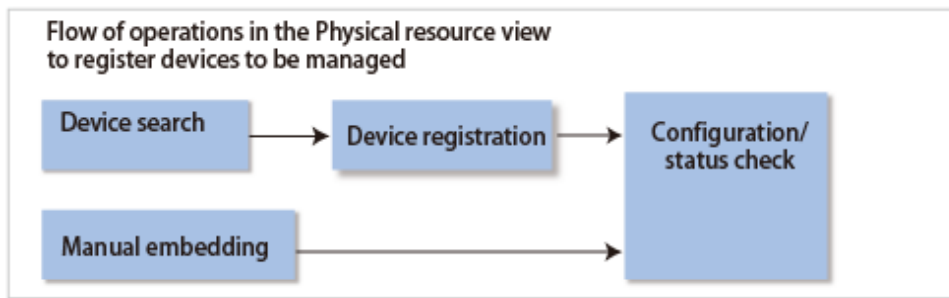 Flow of operations in the Physical resource view
to register devices to be managed
Device search
Device registration
Configuration/
status check
Manual embedding